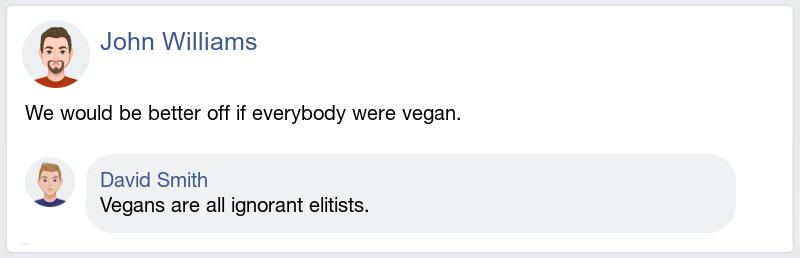 John Williams
We would be better off if everybody were vegan.
David Smith
Vegans are all ignorant elitists.